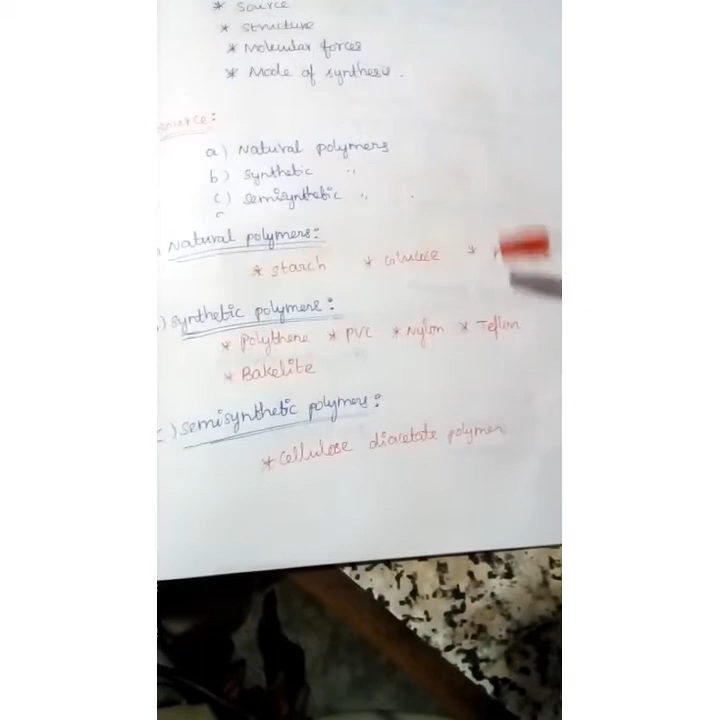 * source
* structure
* Molecular forces
* Mode of synthesis.
source:
a) Natural polymers
b) synthetic "
c) semisynthetic "
Natural polymers:
* starch * *
) synthetic polymers:
* Polythene * PVC * Nylon * Teflon
* Bakelite
) semisynthetic polymers:
* Cellulose diacetate polymer